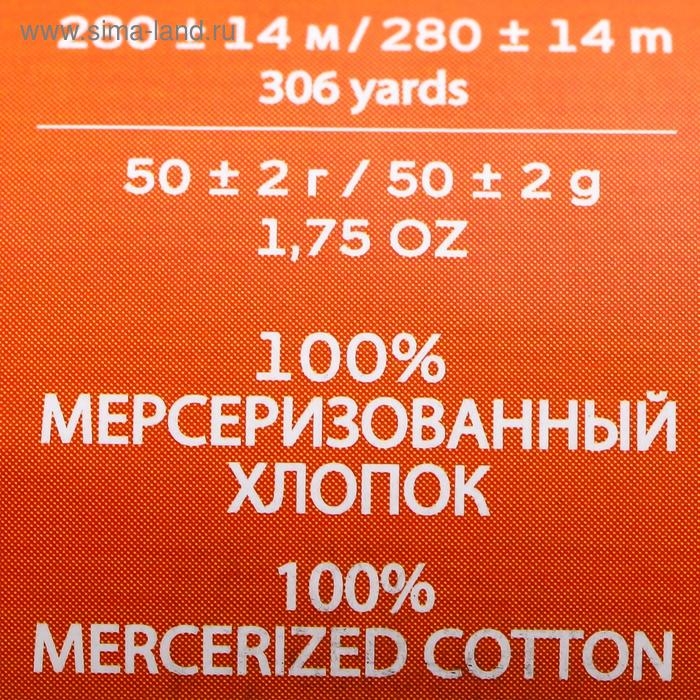 www.sima-land.ru
280 ± 14 м / 280 ± 14 m
306 yards
50 ± 2 г / 50 ± 2 g
1,75 OZ
100%
МЕРСЕРИЗОВАННЫЙ
ХЛОПОК
100%
MERCERIZED COTTON